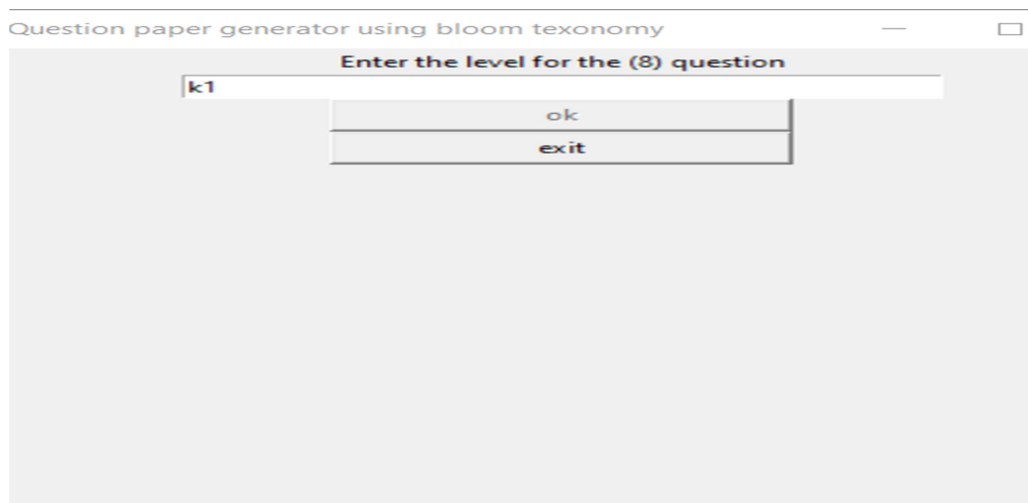 Question paper generator using bloom texonomy
Enter the level for the (8) question
k1
ok
exit